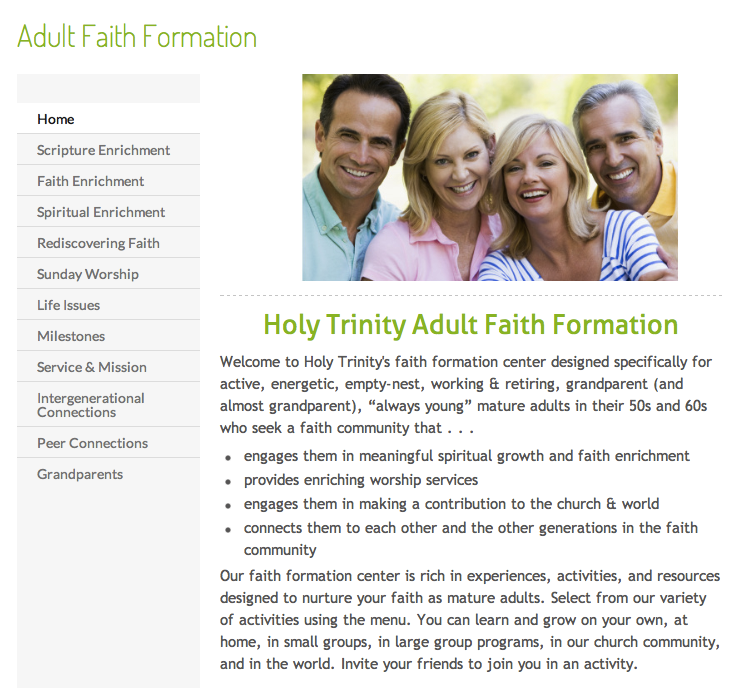 Adult Faith Formation
Home
Scripture Enrichment
Faith Enrichment
Spiritual Enrichment
Rediscovering Faith
Sunday Worship
Life Issues
Milestones
Service & Mission
Intergenerational
Connections
Peer Connections
Grandparents
Holy Trinity Adult Faith Formation
Welcome to Holy Trinity's faith formation center designed specifically for
active, energetic, empty-nest, working & retiring, grandparent (and
almost grandparent), “always young” mature adults in their 50s and 60s
who seek a faith community that . . .
• engages them in meaningful spiritual growth and faith enrichment
• provides enriching worship services
• engages them in making a contribution to the church & world
• connects them to each other and the other generations in the faith
community
Our faith formation center is rich in experiences, activities, and resources
designed to nurture your faith as mature adults. Select from our variety
of activities using the menu. You can learn and grow on your own, at
home, in small groups, in large group programs, in our church community,
and in the world. Invite your friends to join you in an activity.